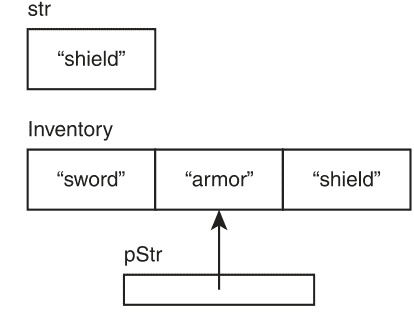 str
“shield”
Inventory
“sword” “armor” “shield”
pStr